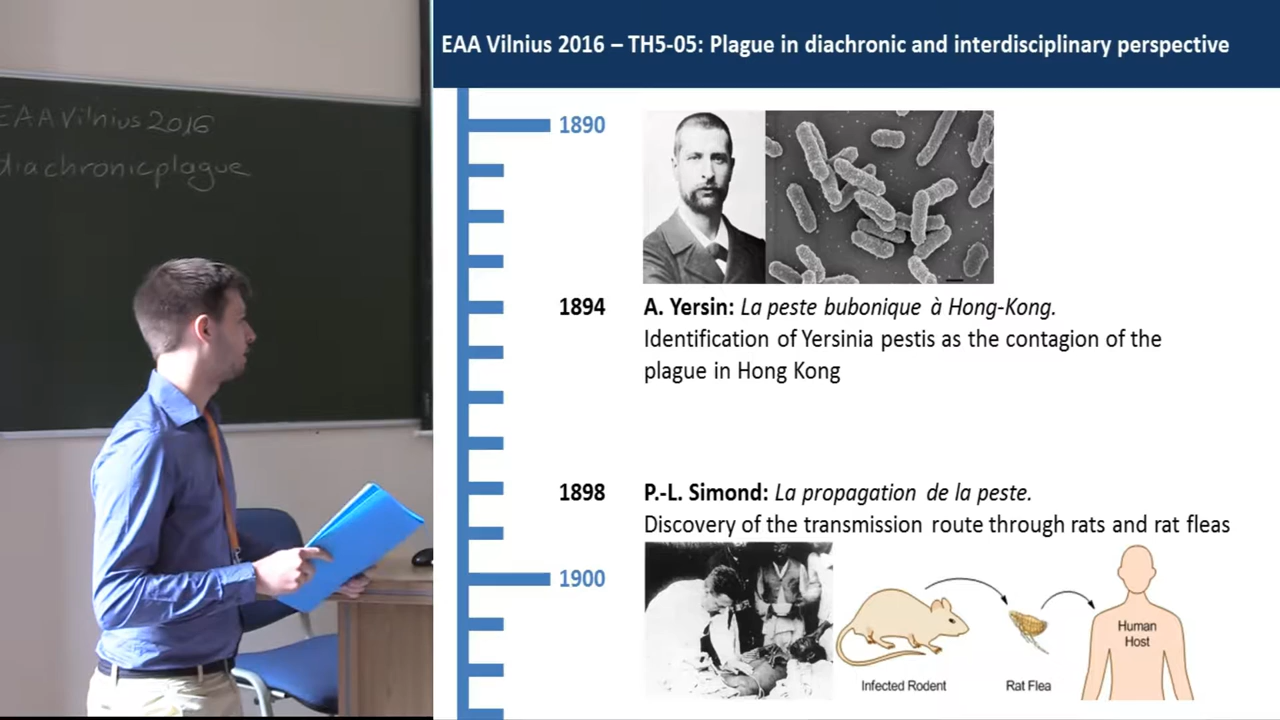 EAA Vilnius 2016 – TH5-05: Plague in diachronic and interdisciplinary perspective
EAA Vilnius 2016
diachronicplague
1890
1894
A. Yersin: La peste bubonique à Hong-Kong.
Identification of Yersinia pestis as the contagion of the
plague in Hong Kong
1898
P.-L. Simond: La propagation de la peste.
Discovery of the transmission route through rats and rat fleas
1900
Human
Host
Infected Rodent
Rat Flea